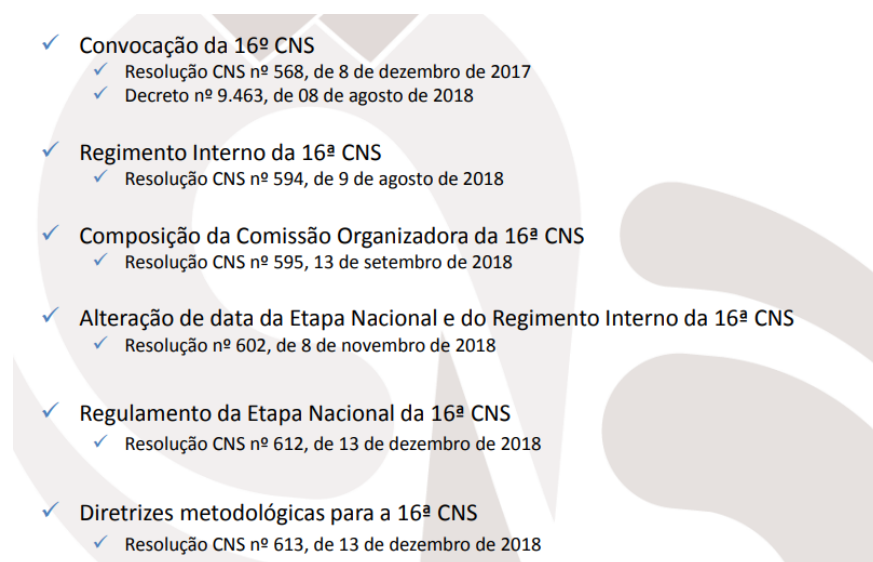 Convocação da 16º CNS
Resolução CNS nº 568, de 8 de dezembro de 2017
Decreto nº 9.463, de 08 de agosto de 2018
Regimento Interno da 16ª CNS
Resolução CNS nº 594, de 9 de agosto de 2018
Composição da Comissão Organizadora da 16ª CNS
Resolução CNS nº 595, 13 de setembro de 2018
Alteração de data da Etapa Nacional e do Regimento Interno da 16ª CNS
Resolução nº 602, de 8 de novembro de 2018
Regulamento da Etapa Nacional da 16ª CNS
Resolução CNS nº 612, de 13 de dezembro de 2018
Diretrizes metodológicas para a 16ª CNS
Resolução CNS nº 613, de 13 de dezembro de 2018